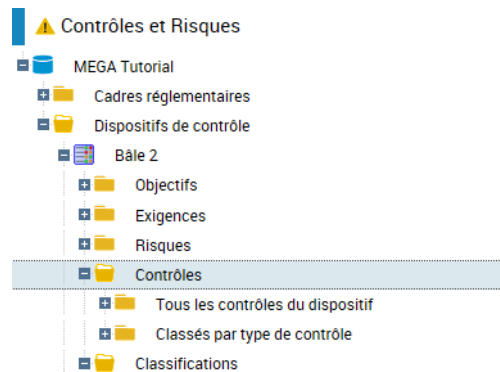 Contrôles et Risques
MEGA Tutorial
Cadres réglementaires
Dispositifs de contrôle
Bâle 2
Objectifs
Exigences
Risques
Contrôles
Tous les contrôles du dispositif
Classés par type de contrôle
Classifications